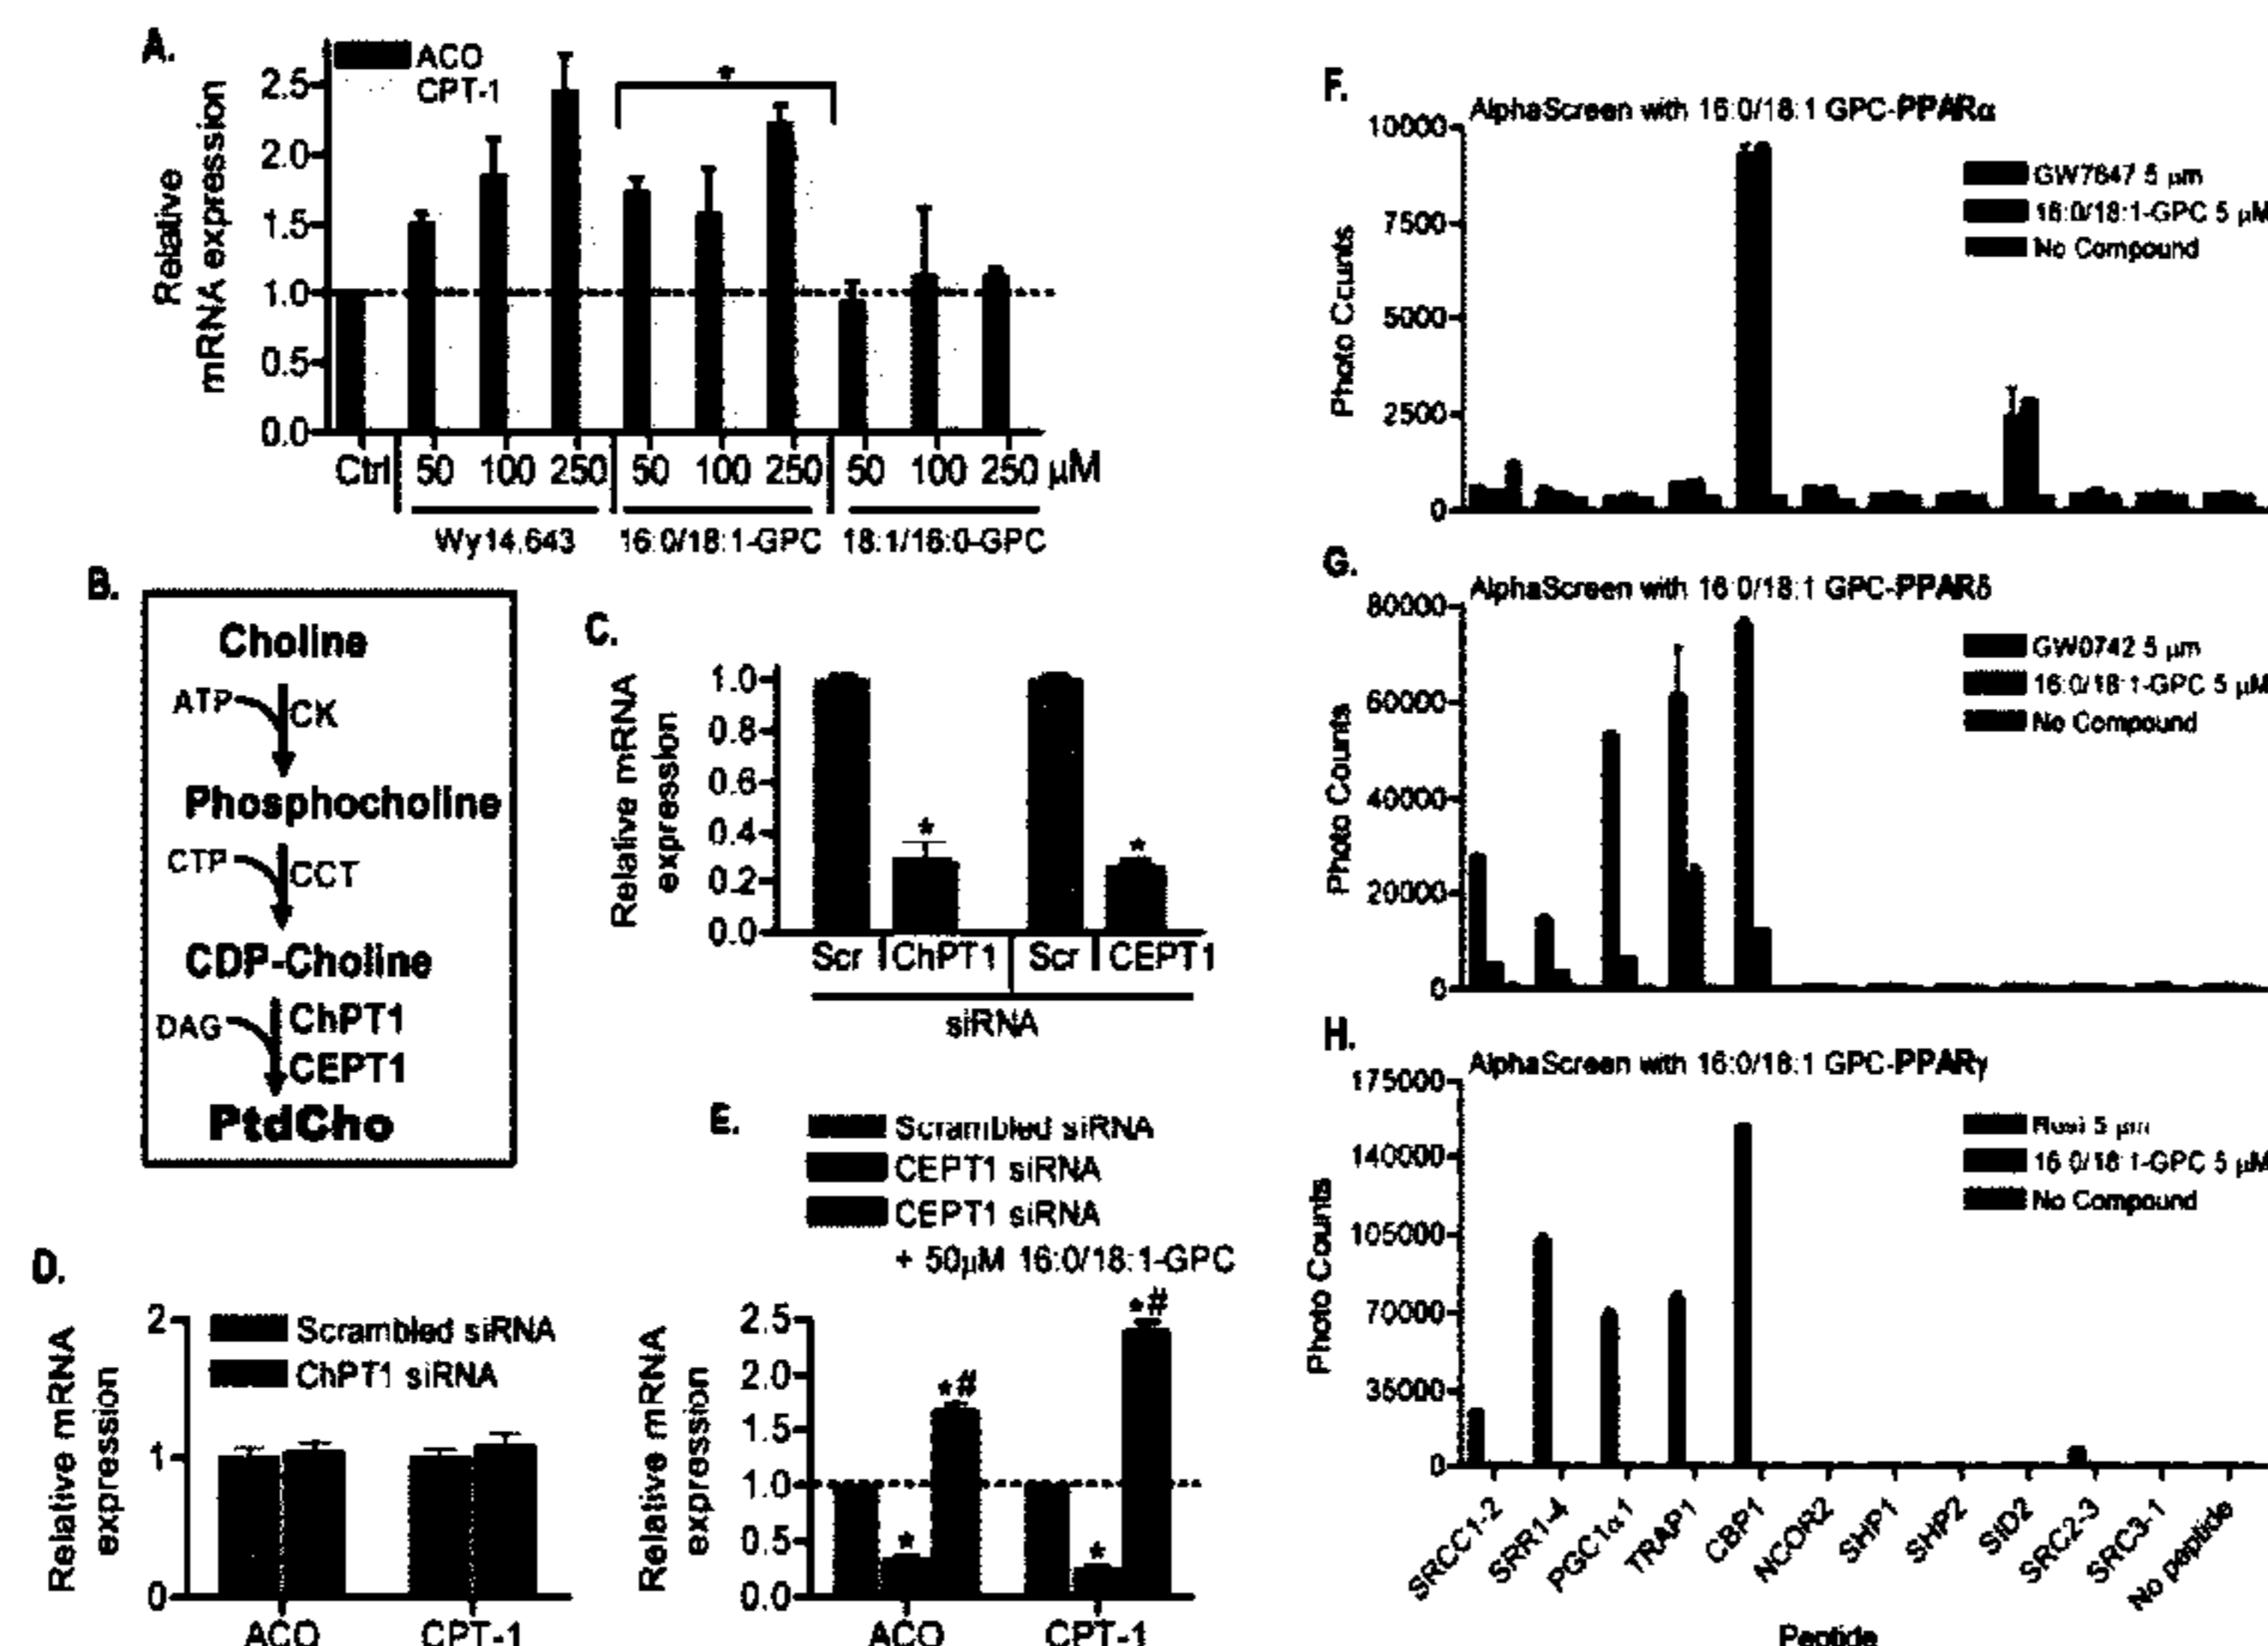 A.
ACO
CPT-1
*
Relative
mRNA expression
2.5
2.0
1.5
1.0
0.5
0.0
Ctrl 50 100 250 50 100 250 50 100 250 µM
Wy14,643 16:0/18:1-GPC 18:1/16:0-GPC
B.
Choline
ATP CK
Phosphocholine
CTP CCT
CDP-Choline
DAG ChPT1
CEPT1
PtdCho
C.
Relative mRNA
expression
1.0
0.8
0.6
0.4
0.2
0.0
* *
Scr ChPT1 Scr CEPT1
siRNA
D.
Relative mRNA
expression
2
1
0
Scrambled siRNA
ChPT1 siRNA
ACO CPT-1
E.
Scrambled siRNA
CEPT1 siRNA
CEPT1 siRNA
+ 50µM 16:0/18:1-GPC
Relative mRNA
expression
2.5
2.0
1.5
1.0
0.5
0.0
* *# * *#
ACO CPT-1
F.
AlphaScreen with 16:0/18:1 GPC-PPARα
Photo Counts
10000
7500
5000
2500
0
GW7647 5 µm
16:0/18:1-GPC 5 µM
No Compound
G.
AlphaScreen with 16:0/18:1 GPC-PPARδ
Photo Counts
80000
60000
40000
20000
0
GW0742 5 µm
16:0/18:1-GPC 5 µM
No Compound
H.
AlphaScreen with 16:0/18:1 GPC-PPARγ
Photo Counts
175000
140000
105000
70000
35000
0
Rosi 5 µm
16:0/18:1-GPC 5 µM
No Compound
SRCC1-2
SRR1-4
PGC1α1
TRAP1
CBP1
NCOR2
SHP1
SHP2
SID2
SRC2-3
SRC3-1
No peptide
Peptide